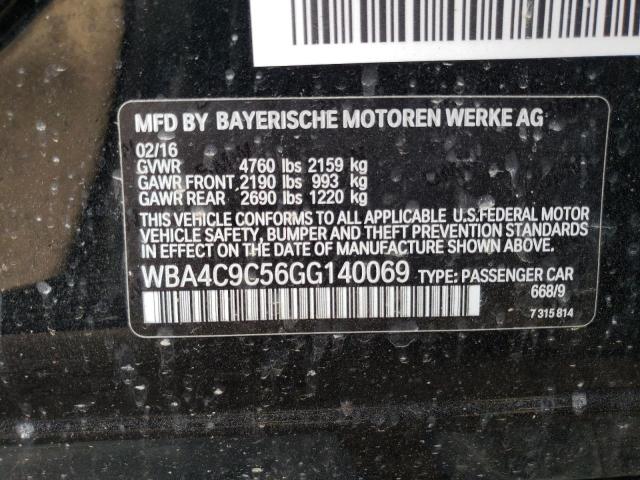 MFD BY BAYERISCHE MOTOREN WERKE AG
02/16
GVWR 4760 lbs 2159 kg
GAWR FRONT 2190 lbs 993 kg
GAWR REAR 2690 lbs 1220 kg
THIS VEHICLE CONFORMS TO ALL APPLICABLE U.S.FEDERAL MOTOR
VEHICLE SAFETY, BUMPER AND THEFT PREVENTION STANDARDS
IN EFFECT ON THE DATE OF MANUFACTURE SHOWN ABOVE.
WBA4C9C56GG140069 TYPE: PASSENGER CAR
668/9
7 315 814